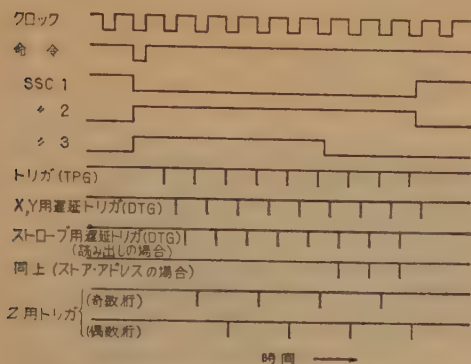 クロック
命 令
SSC 1
〃 2
〃 3
トリガ(TPG)
X,Y用遅延トリガ(DTG)
ストローブ用遅延トリガ(DTG)
(読み出しの場合)
同上(ストア・アドレスの場合)
Z用トリガ
(奇数桁)
(偶数桁)
時間